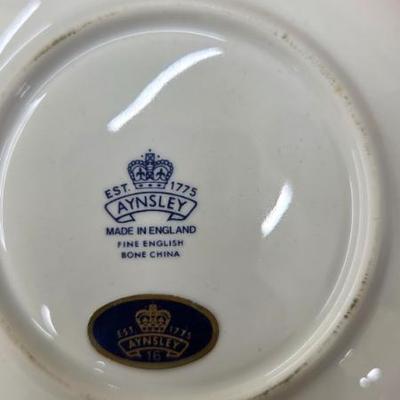 EST. 1775
AYNSLEY
MADE IN ENGLAND
FINE ENGLISH
BONE CHINA
EST. 1775
AYNSLEY
16